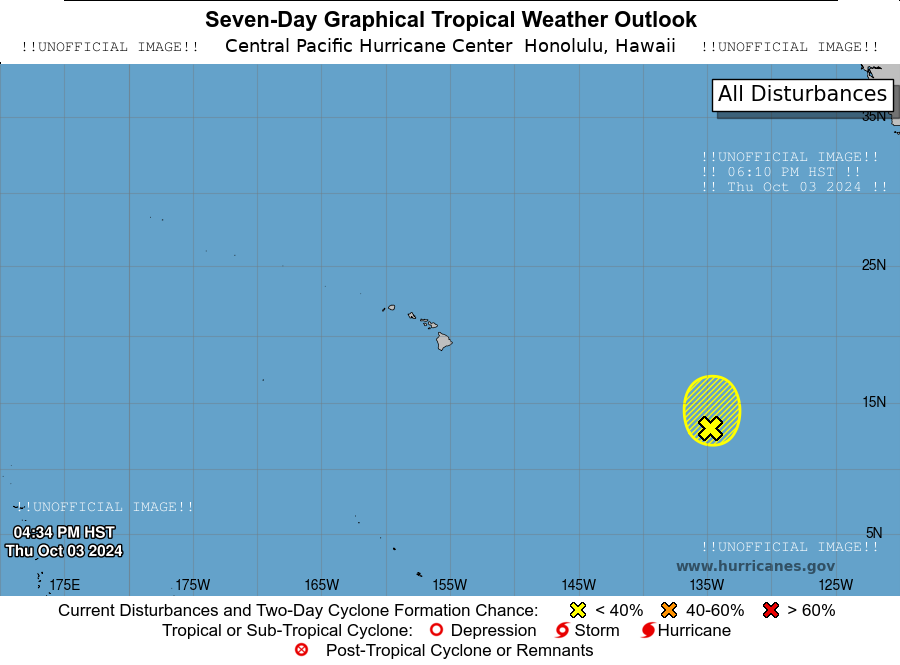 Seven-Day Graphical Tropical Weather Outlook
!!UNOFFICIAL IMAGE!! Central Pacific Hurricane Center Honolulu, Hawaii !!UNOFFICIAL IMAGE!!
All Disturbances
35N
!!UNOFFICIAL IMAGE!!
!! 06:10 PM HST !!
!! Thu Oct 03 2024 !!
25N
15N
!!UNOFFICIAL IMAGE!!
04:34 PM HST
5N
Thu Oct 03 2024
!!UNOFFICIAL IMAGE!!
www.hurricanes.gov
175E 175W 165W 155W 145W 135W 125W
Current Disturbances and Two-Day Cyclone Formation Chance: < 40% 40-60% > 60%
Tropical or Sub-Tropical Cyclone: Depression Storm Hurricane
Post-Tropical Cyclone or Remnants